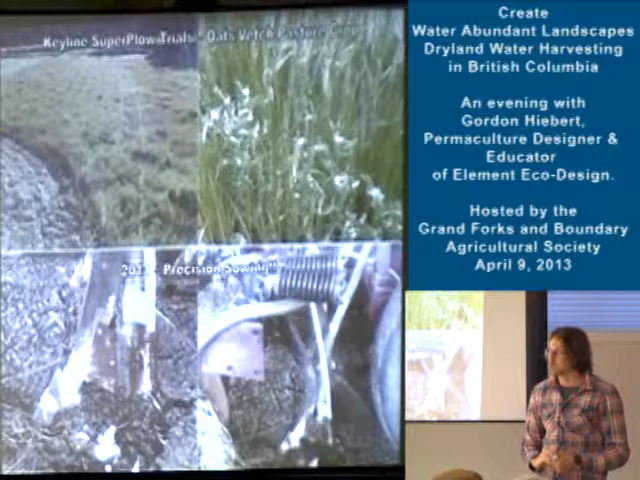 Keyline SuperPlow Trials " Oats Vetch Pasture Crop
Precision Sowing"
Create
Water Abundant Landscapes
Dryland Water Harvesting
in British Columbia
An evening with
Gordon Hiebert,
Permaculture Designer &
Educator
of Element Eco-Design.
Hosted by the
Grand Forks and Boundary
Agricultural Society
April 9, 2013